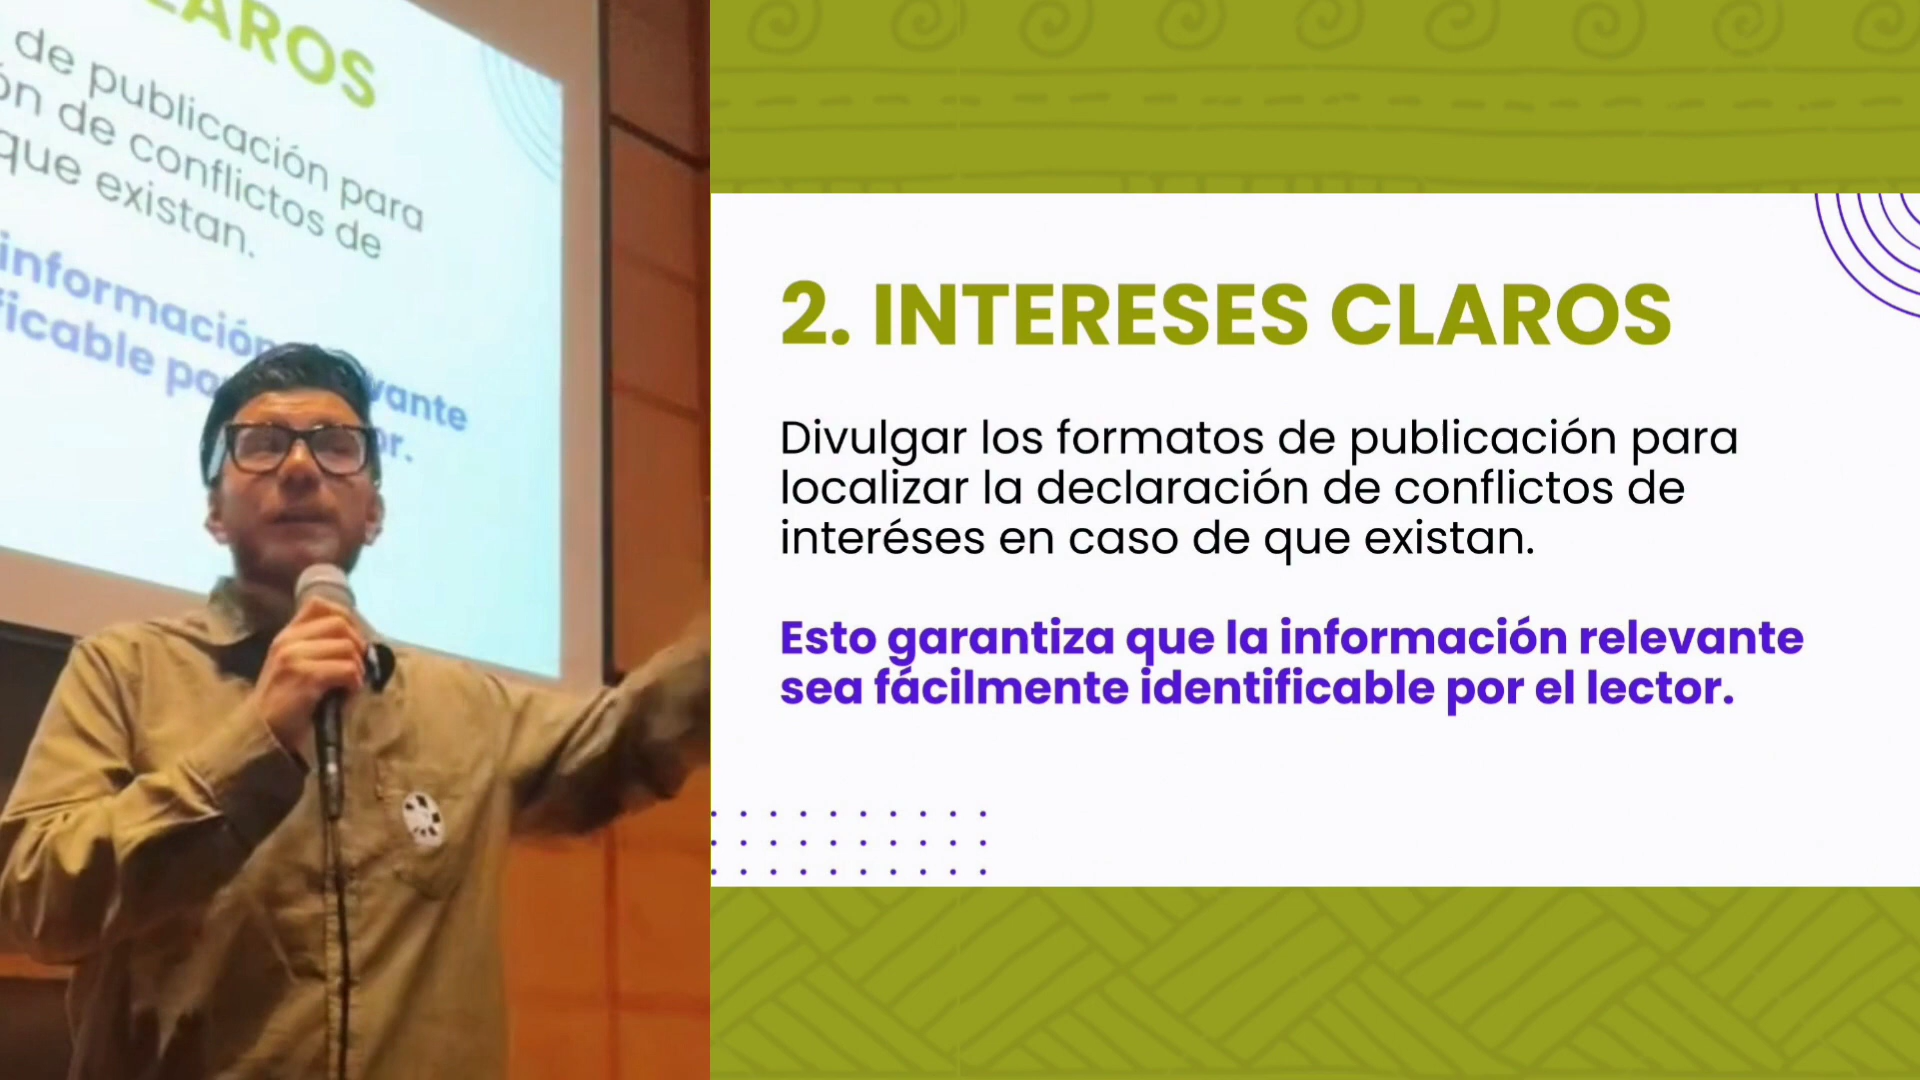 LAROS
de publicación para
ón de conflictos de
que existan.
información vante
ficable po or.
2. INTERESES CLAROS
Divulgar los formatos de publicación para
localizar la declaración de conflictos de
interéses en caso de que existan.
Esto garantiza que la información relevante
sea fácilmente identificable por el lector.